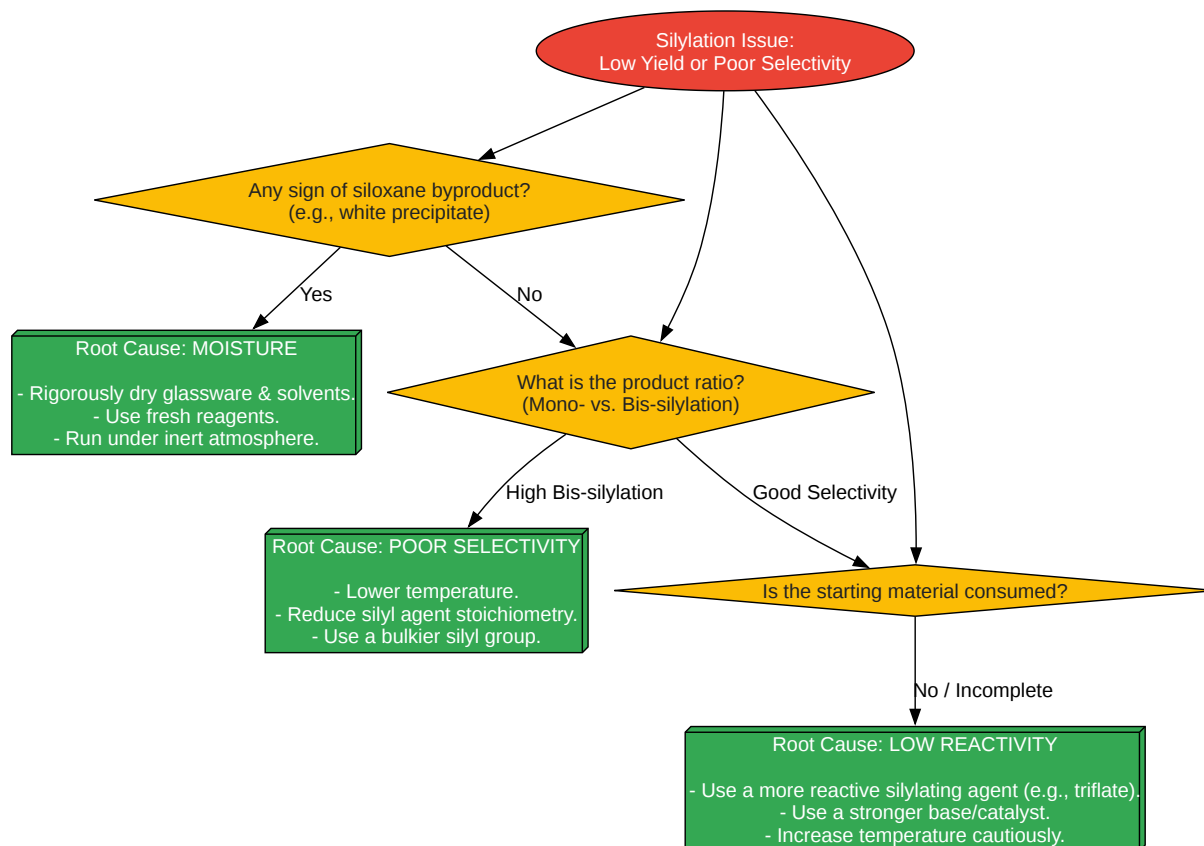 Silylation Issue:
Low Yield or Poor Selectivity
Any sign of siloxane byproduct?
(e.g., white precipitate)
Yes
No
Root Cause: MOISTURE
- Rigorously dry glassware & solvents.
- Use fresh reagents.
- Run under inert atmosphere.
What is the product ratio?
(Mono- vs. Bis-silylation)
High Bis-silylation
Good Selectivity
Root Cause: POOR SELECTIVITY
- Lower temperature.
- Reduce silyl agent stoichiometry.
- Use a bulkier silyl group.
Is the starting material consumed?
No / Incomplete
Root Cause: LOW REACTIVITY
- Use a more reactive silylating agent (e.g., triflate).
- Use a stronger base/catalyst.
- Increase temperature cautiously.